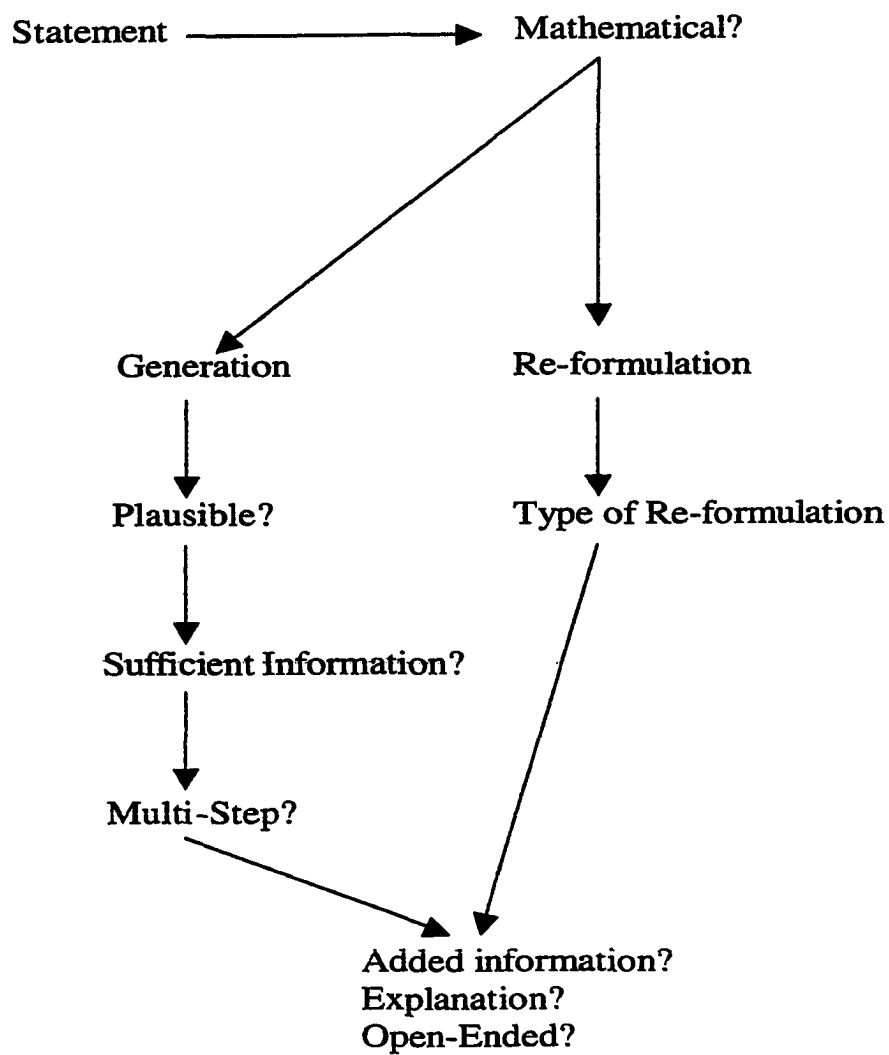 Statement
Mathematical?
Generation
Re-formulation
Plausible?
Type of Re-formulation
Sufficient Information?
Multi-Step?
Added information?
Explanation?
Open-Ended?